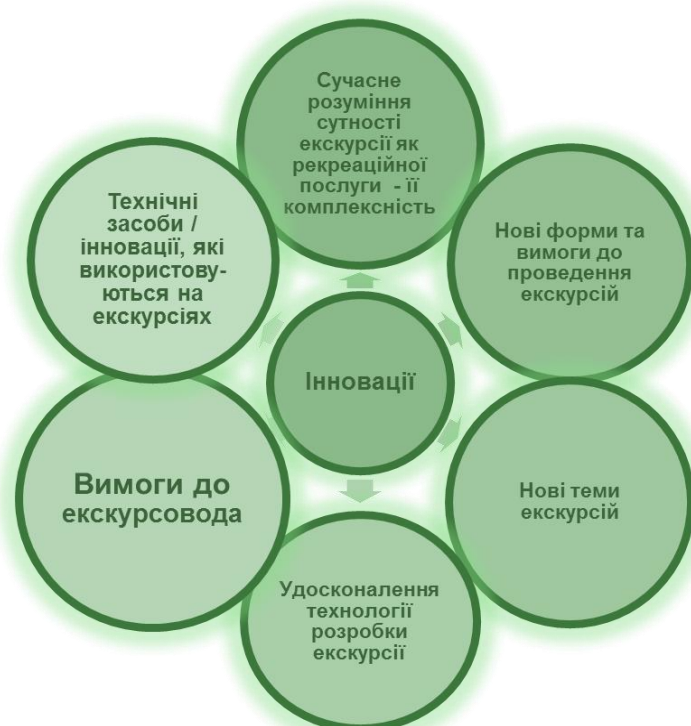 Сучасне
розуміння
сутності
екскурсії як
рекреаційної
послуги - її
комплексність
Нові форми та
вимоги до
проведення
екскурсій
Нові теми
екскурсій
Удосконалення
технології
розробки
екскурсії
Вимоги до
екскурсовода
Технічні
засоби /
інновації, які
використову-
ються на
екскурсіях
Інновації